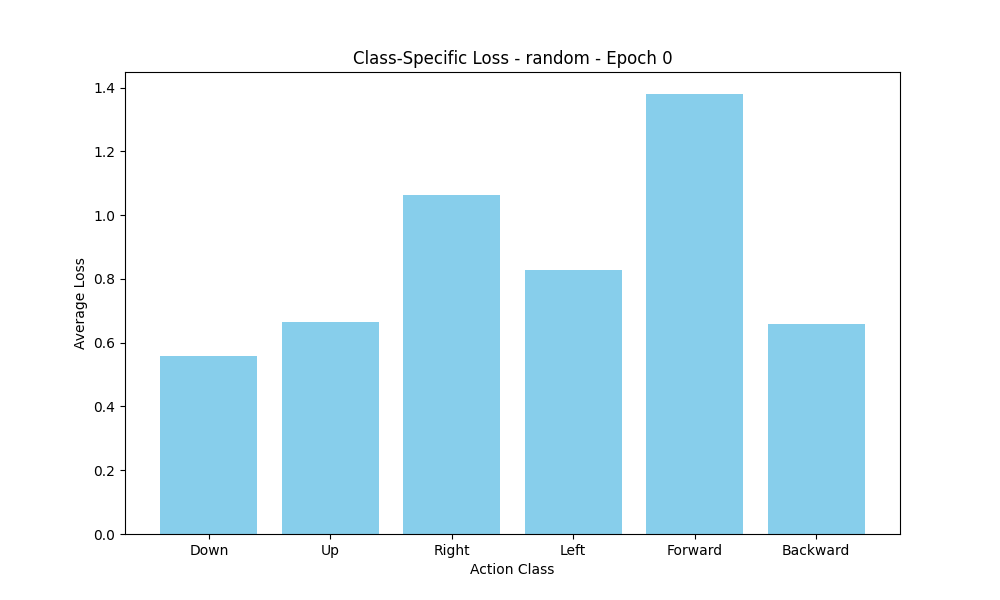 Class-Specific Loss - random - Epoch 0
Average Loss
1.4
1.2
1.0
0.8
0.6
0.4
0.2
0.0
Down Up Right Left Forward Backward
Action Class